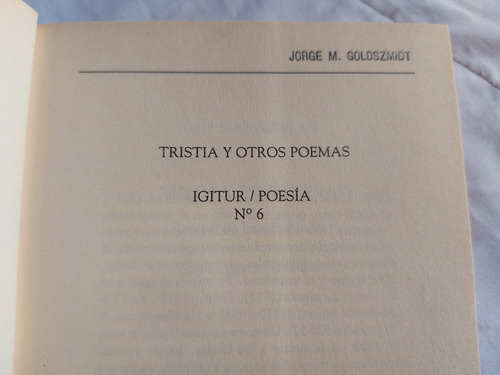 JORGE M. GOLDSZMIDT
TRISTIA Y OTROS POEMAS
IGITUR / POESÍA
Nº 6